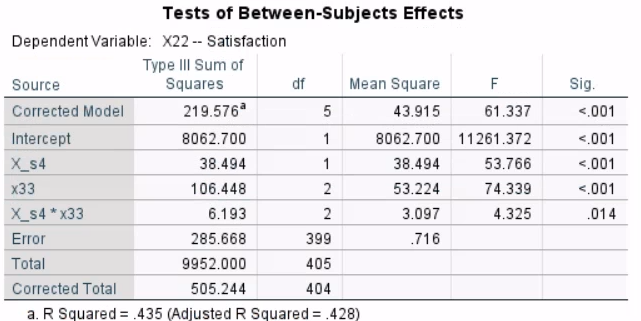 Tests of Between-Subjects Effects
Dependent Variable: X22 -- Satisfaction
Source Type III Sum of Squares df Mean Square F Sig.
Corrected Model 219.576a 5 43.915 61.337 <.001
Intercept 8062.700 1 8062.700 11261.372 <.001
X_s4 38.494 1 38.494 53.766 <.001
x33 106.448 2 53.224 74.339 <.001
X_s4 * x33 6.193 2 3.097 4.325 .014
Error 285.668 399 .716
Total 9952.000 405
Corrected Total 505.244 404
a. R Squared = .435 (Adjusted R Squared = .428)